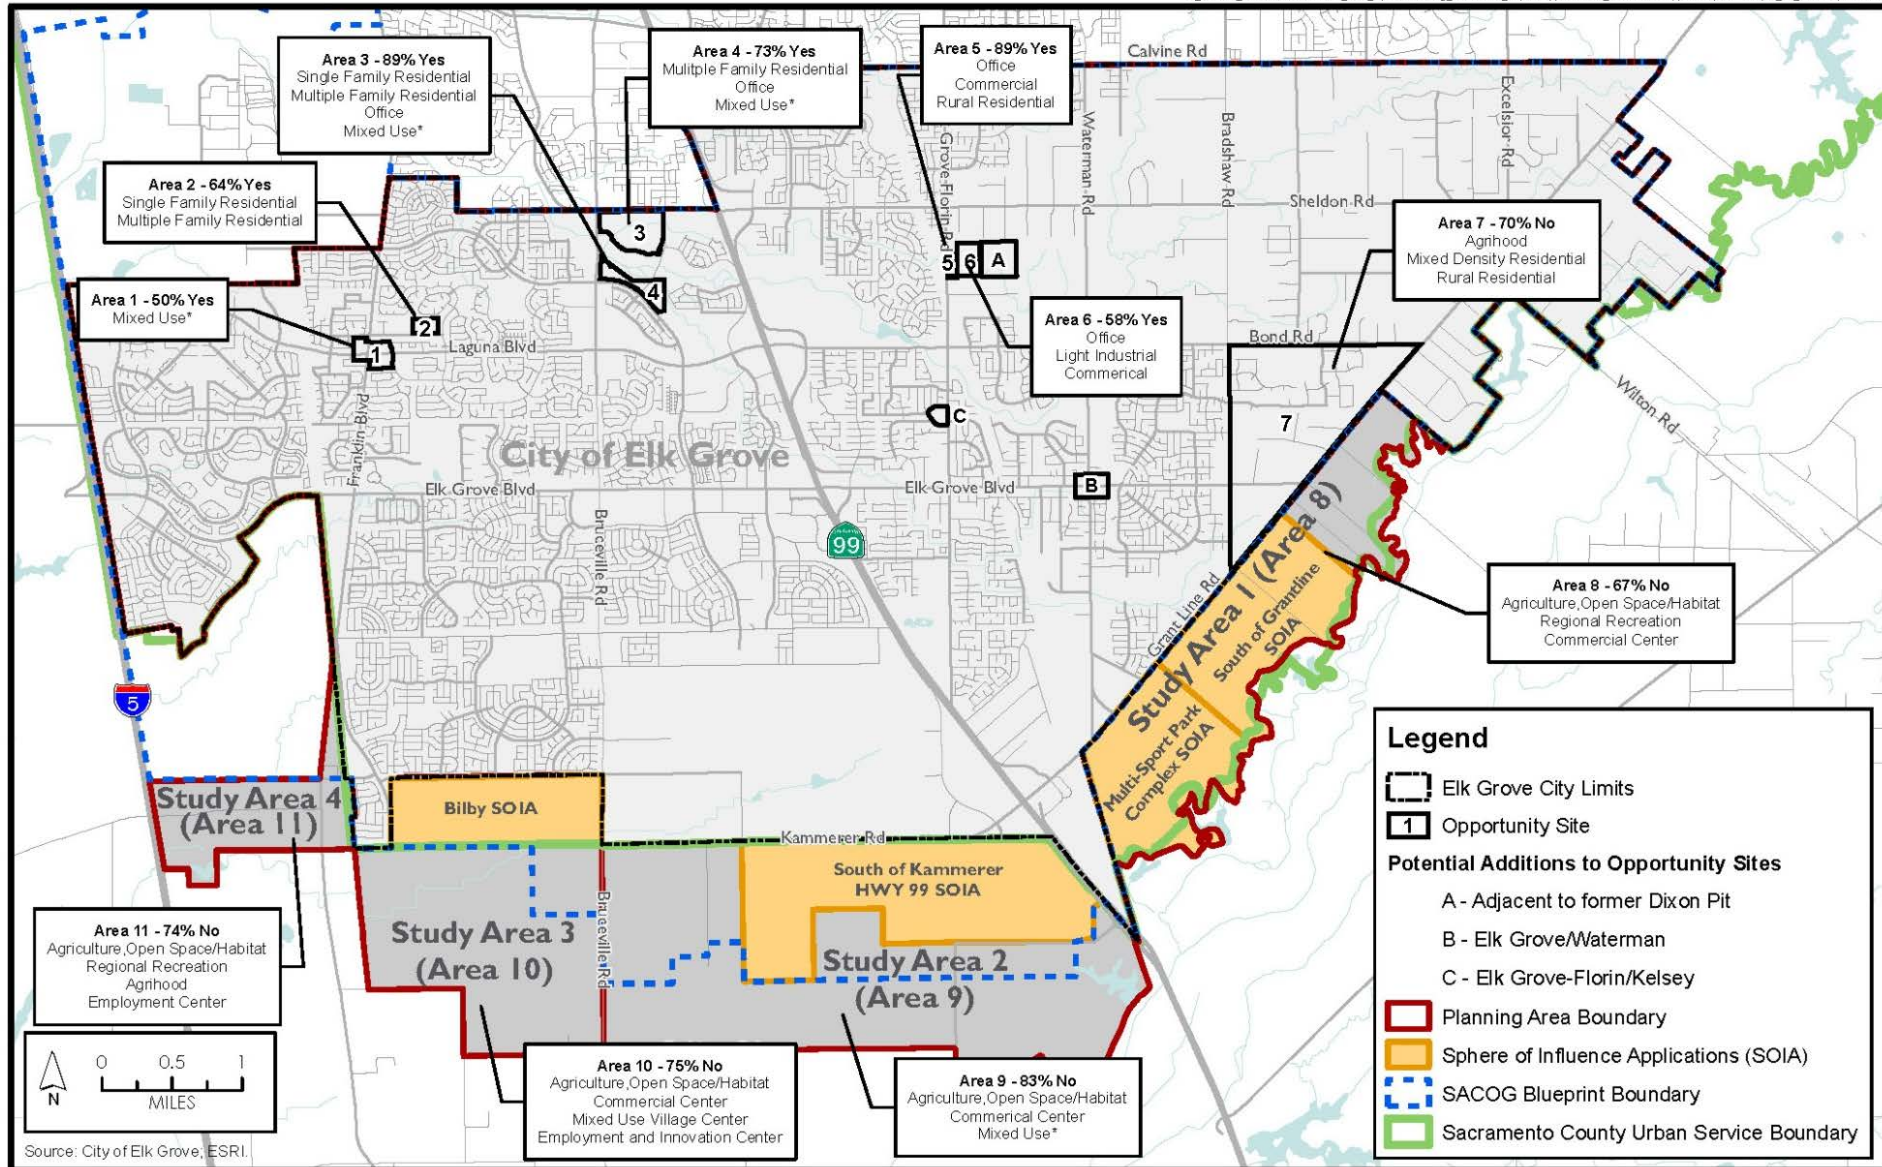 Area 3 - 89% Yes
Single Family Residential
Multiple Family Residential
Office
Mixed Use*
Area 4 - 73% Yes
Mulitple Family Residential
Office
Mixed Use*
Area 5 - 89% Yes
Office
Commercial
Rural Residential
Calvine Rd
Excelsior Rd
Waterman Rd
Bradshaw Rd
Grove-Florin Rd
Area 2 - 64% Yes
Single Family Residential
Multiple Family Residential
Sheldon Rd
Area 7 - 70% No
Agrihood
Mixed Density Residential
Rural Residential
3
5
6
A
4
Area 1 - 50% Yes
Mixed Use*
2
1
Laguna Blvd
Area 6 - 58% Yes
Office
Light Industrial
Commerical
Bond Rd
Wilton Rd
7
C
Franklin Blvd
City of Elk Grove
Elk Grove Blvd
Elk Grove Blvd
B
Bruceville Rd
99
Grant Line Rd
Study Area 1 (Area 8)
South of Grantline
SOIA
Multi-Sport Park
Complex SOIA
Area 8 - 67% No
Agriculture,Open Space/Habitat
Regional Recreation
Commercial Center
5
Study Area 4
(Area 11)
Bilby SOIA
Kammerer Rd
South of Kammerer
HWY 99 SOIA
Bruceville Rd
Study Area 3
(Area 10)
Study Area 2
(Area 9)
Area 11 - 74% No
Agriculture,Open Space/Habitat
Regional Recreation
Agrihood
Employment Center
Area 10 - 75% No
Agriculture,Open Space/Habitat
Commercial Center
Mixed Use Village Center
Employment and Innovation Center
Area 9 - 83% No
Agriculture,Open Space/Habitat
Commerical Center
Mixed Use*
Legend
Elk Grove City Limits
1 Opportunity Site
Potential Additions to Opportunity Sites
A - Adjacent to former Dixon Pit
B - Elk Grove/Waterman
C - Elk Grove-Florin/Kelsey
Planning Area Boundary
Sphere of Influence Applications (SOIA)
SACOG Blueprint Boundary
Sacramento County Urban Service Boundary
0 0.5 1
MILES
N
Source: City of Elk Grove; ESRI.